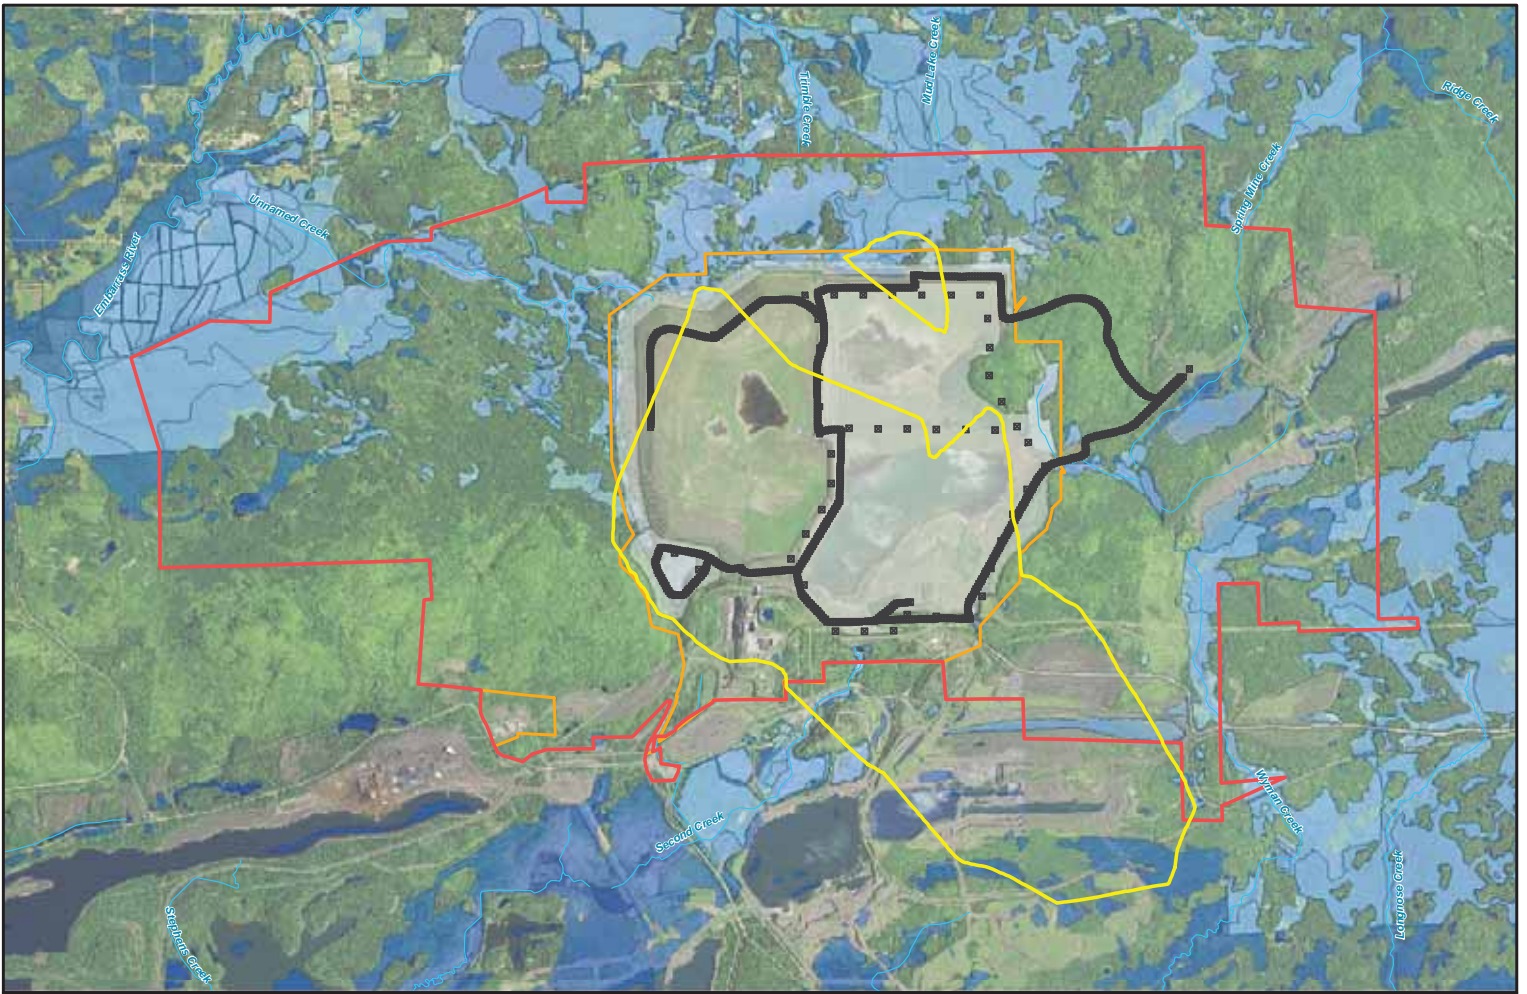 Trimble Creek
Mud Lake Creek
Ridge Creek
Spring Mine Creek
Unnamed Creek
Embarrass River
Second Creek
Wyman Creek
Longnose Creek
Stephens Creek